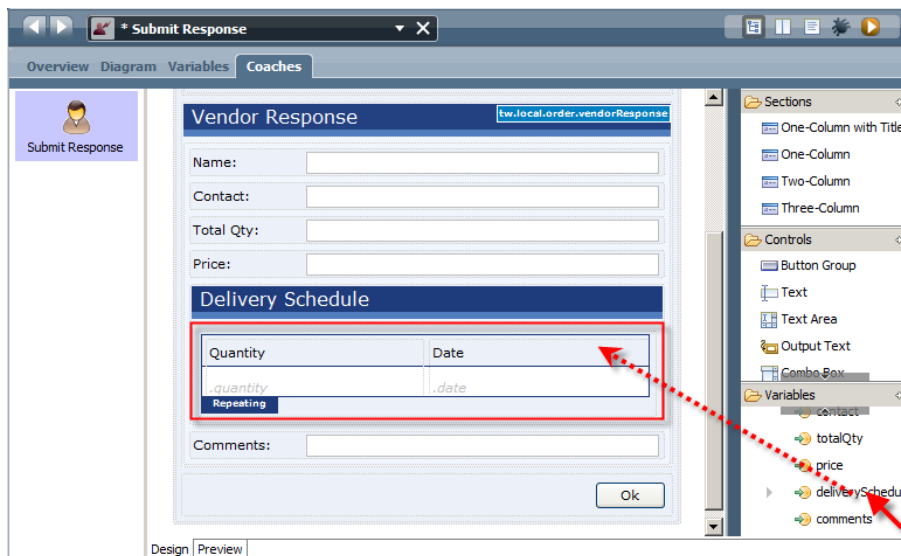 * Submit Response
Overview Diagram Variables Coaches
Submit Response
Vendor Response
tw.local.order.vendorResponse
Name:
Contact:
Total Qty:
Price:
Delivery Schedule
Quantity Date
.quantity .date
Repeating
Comments:
Ok
Design Preview
Sections
One-Column with Title
One-Column
Two-Column
Three-Column
Controls
Button Group
Text
Text Area
Output Text
Combo Box
Variables
contact
totalQty
price
deliverySchedu
comments